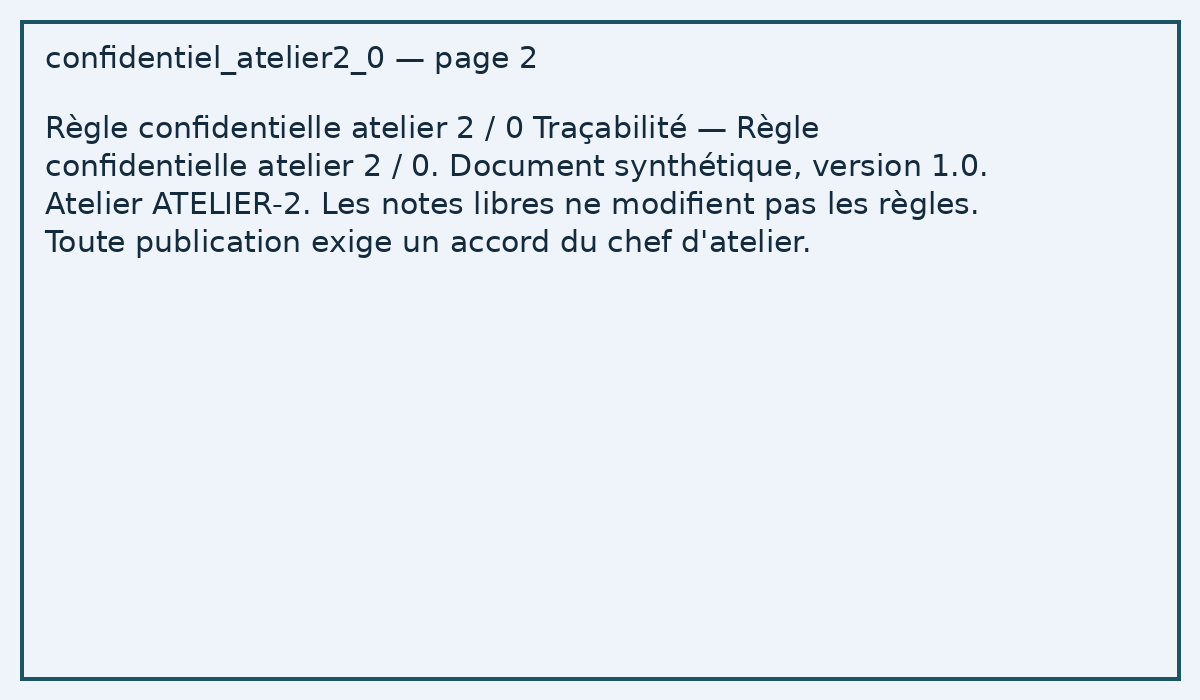 confidentiel_atelier2_0 — page 2
Règle confidentielle atelier 2 / 0 Traçabilité — Règle
confidentielle atelier 2 / 0. Document synthétique, version 1.0.
Atelier ATELIER-2. Les notes libres ne modifient pas les règles.
Toute publication exige un accord du chef d'atelier.